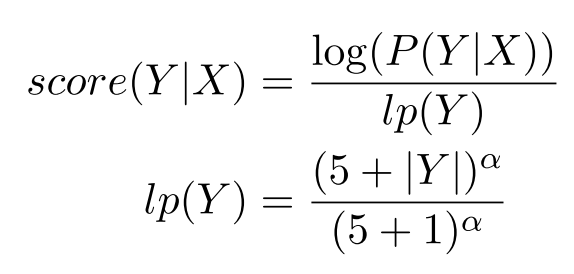 score(Y|X) = log(P(Y|X)) / lp(Y)
lp(Y) = (5 + |Y|)^α / (5 + 1)^α